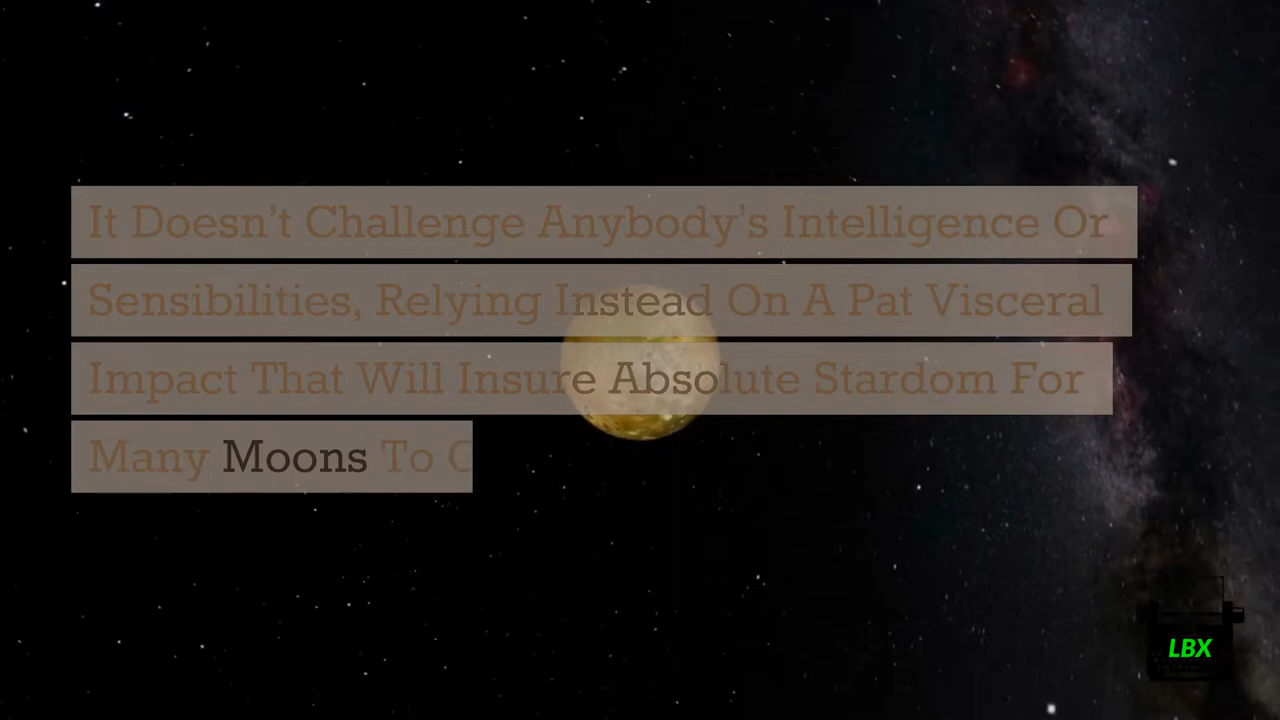 It Doesn’t Challenge Anybody’s Intelligence Or
Sensibilities, Relying Instead On A Pat Visceral
Impact That Will Insure Absolute Stardom For
Many Moons To
LBX